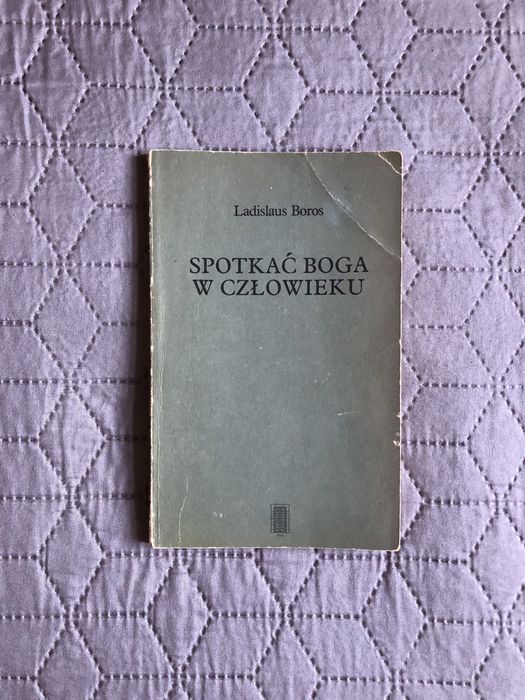 Ladislaus Boros
SPOTKAĆ BOGA
W CZŁOWIEKU